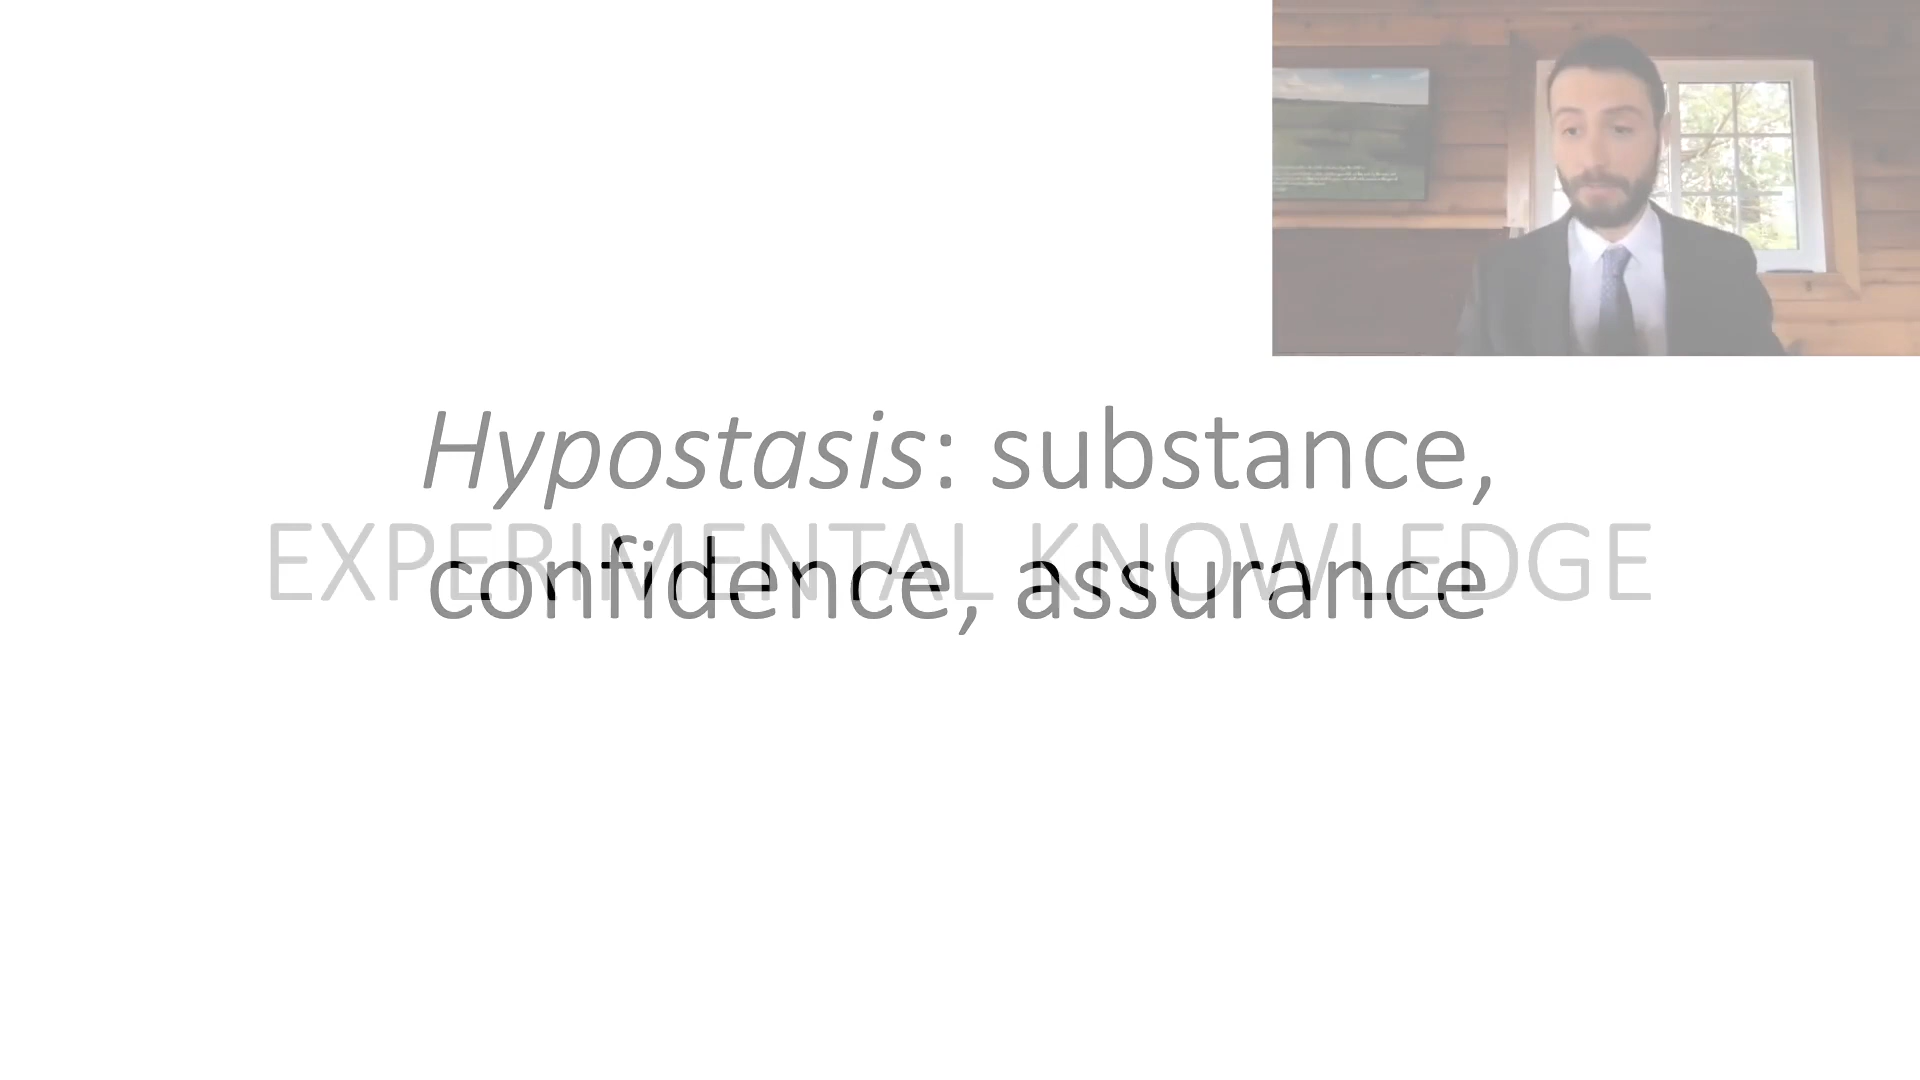 Hypostasis: substance,
EXPERIMENTAL KNOWLEDGE
confidence, assurance